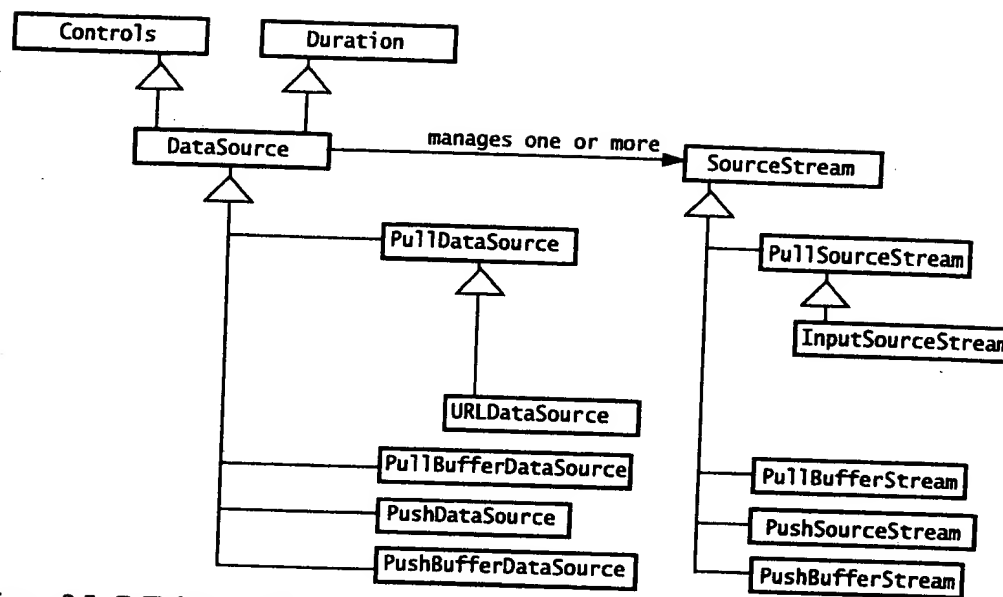 Controls
Duration
DataSource
manages one or more
SourceStream
PullDataSource
PullSourceStream
InputSourceStream
URLDataSource
PullBufferDataSource
PullBufferStream
PushDataSource
PushSourceStream
PushBufferDataSource
PushBufferStream